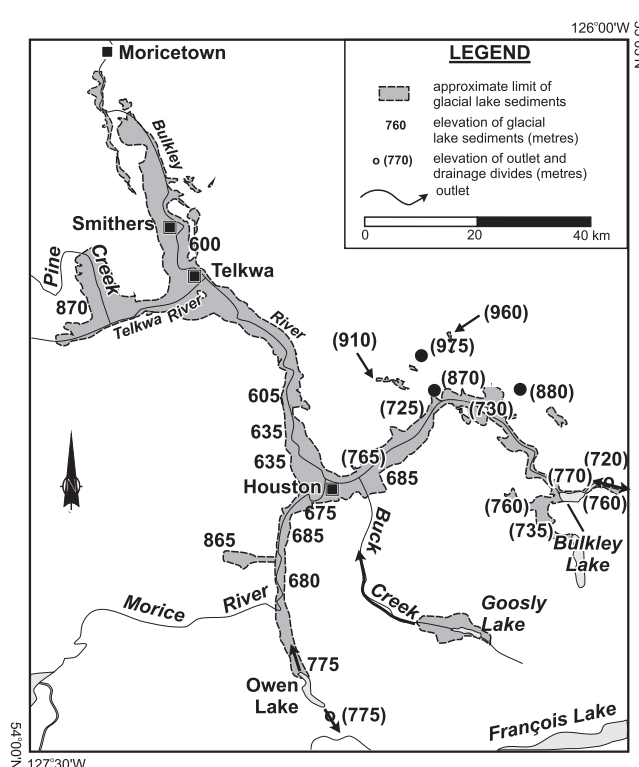 126°00'W
Moricetown
LEGEND
approximate limit of
glacial lake sediments
760
elevation of glacial
lake sediments (metres)
(770)
elevation of outlet and
drainage divides (metres)
outlet
0 20 40 km
Bulkley
Smithers
600
Pine
Creek
Telkwa
870
Telkwa River
River
(960)
(910)
(975)
(870)
(880)
605
(725)
(730)
635
(765)
635
(720)
(770)
685
Houston
(760)
(760)
675
(735)
685
Buck
Bulkley
Lake
865
680
Creek
Morice River
Goosly
Lake
775
Owen
Lake
(775)
François Lake
54°00'N
127°30'W